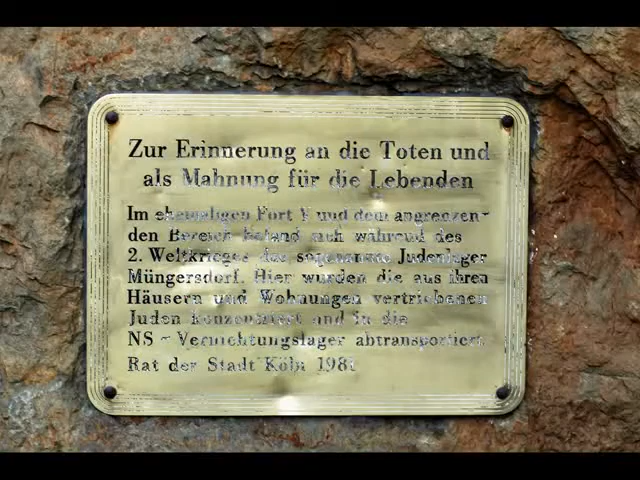 Zur Erinnerung an die Toten und
als Mahnung für die Lebenden
Im ehemaligen Fort V und dem angrenzen-
den Bereich befand sich während des
2. Weltkrieges das sogenannte Judenlager
Müngersdorf. Hier wurden die aus ihren
Häusern und Wohnungen vertriebenen
Juden konzentriert und in die
NS - Vernichtungslager abtransportiert.
Rat der Stadt Köln 1981